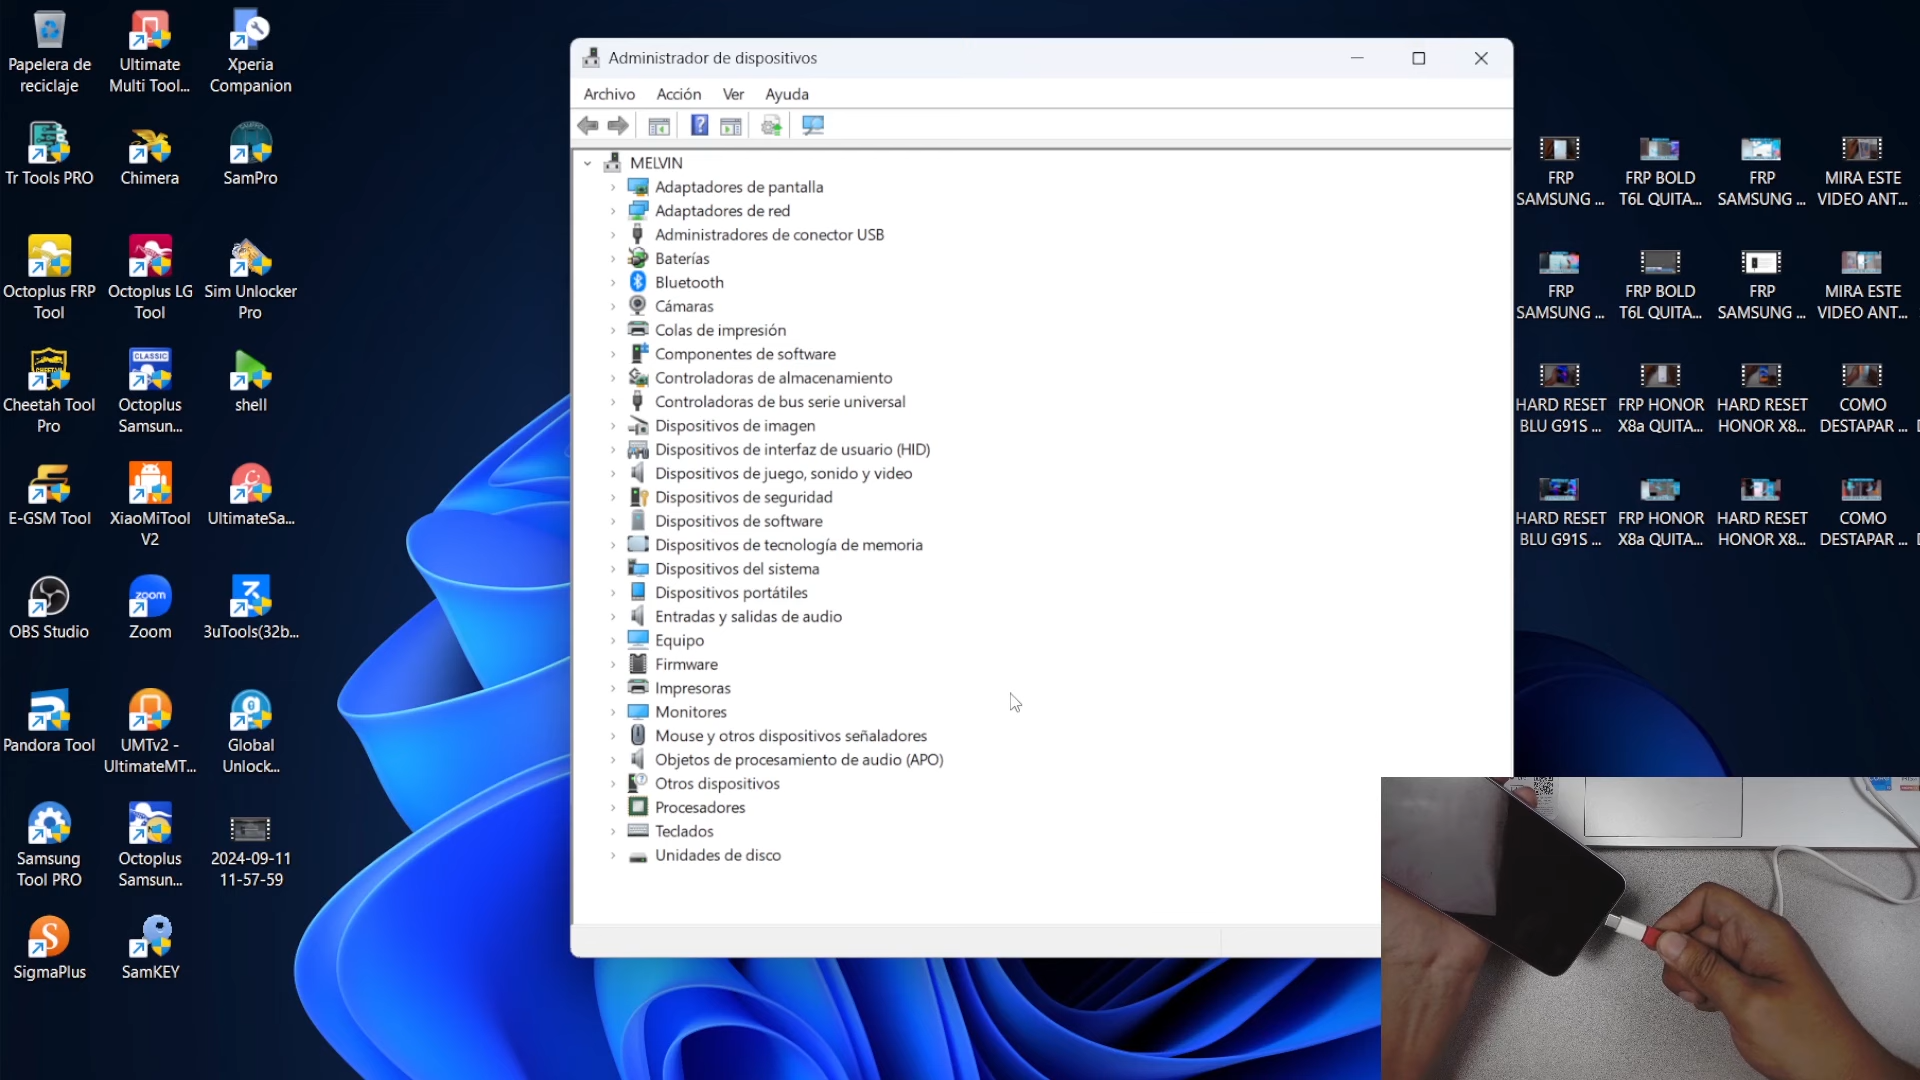 Papelera de
reciclaje
Ultimate
Multi Tool...
Xperia
Companion
Tr Tools PRO
Chimera
SamPro
Octoplus FRP
Tool
Octoplus LG
Tool
Sim Unlocker
Pro
CLASSIC
Cheetah Tool
Pro
Octoplus
Samsun...
shell
E-GSM Tool
XiaoMiTool
V2
UltimateSa...
OBS Studio
zoom
Zoom
3uTools(32b...
Pandora Tool
UMTv2 -
UltimateMT...
Global
Unlock...
Samsung
Tool PRO
Octoplus
Samsun...
2024-09-11
11-57-59
SigmaPlus
SamKEY
Administrador de dispositivos
Archivo
Acción
Ver
Ayuda
MELVIN
Adaptadores de pantalla
Adaptadores de red
Administradores de conector USB
Baterías
Bluetooth
Cámaras
Colas de impresión
Componentes de software
Controladoras de almacenamiento
Controladoras de bus serie universal
Dispositivos de imagen
Dispositivos de interfaz de usuario (HID)
Dispositivos de juego, sonido y video
Dispositivos de seguridad
Dispositivos de software
Dispositivos de tecnología de memoria
Dispositivos del sistema
Dispositivos portátiles
Entradas y salidas de audio
Equipo
Firmware
Impresoras
Monitores
Mouse y otros dispositivos señaladores
Objetos de procesamiento de audio (APO)
Otros dispositivos
Procesadores
Teclados
Unidades de disco
FRP
SAMSUNG ...
FRP BOLD
T6L QUITA...
FRP
SAMSUNG ...
MIRA ESTE
VIDEO ANT...
FRP
SAMSUNG ...
FRP BOLD
T6L QUITA...
FRP
SAMSUNG ...
MIRA ESTE
VIDEO ANT...
HARD RESET
BLU G91S ...
FRP HONOR
X8a QUITA...
HARD RESET
HONOR X8...
COMO
DESTAPAR ...
HARD RESET
BLU G91S ...
FRP HONOR
X8a QUITA...
HARD RESET
HONOR X8...
COMO
DESTAPAR ...